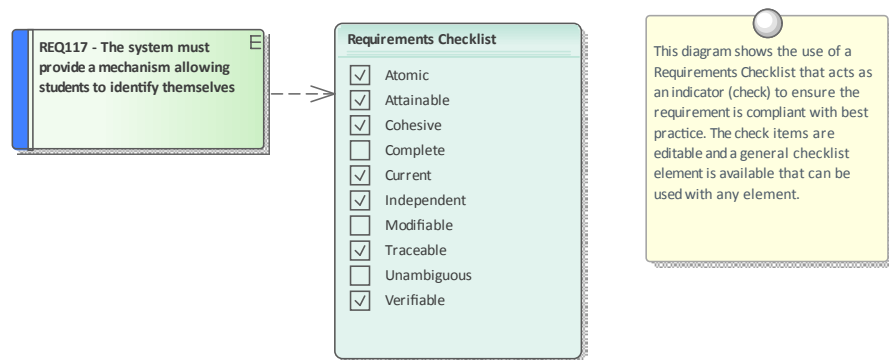 REQ117 - The system must
provide a mechanism allowing
students to identify themselves
E
Requirements Checklist
Atomic
Attainable
Cohesive
Complete
Current
Independent
Modifiable
Traceable
Unambiguous
Verifiable
This diagram shows the use of a
Requirements Checklist that acts as
an indicator (check) to ensure the
requirement is compliant with best
practice. The check items are
editable and a general checklist
element is available that can be
used with any element.